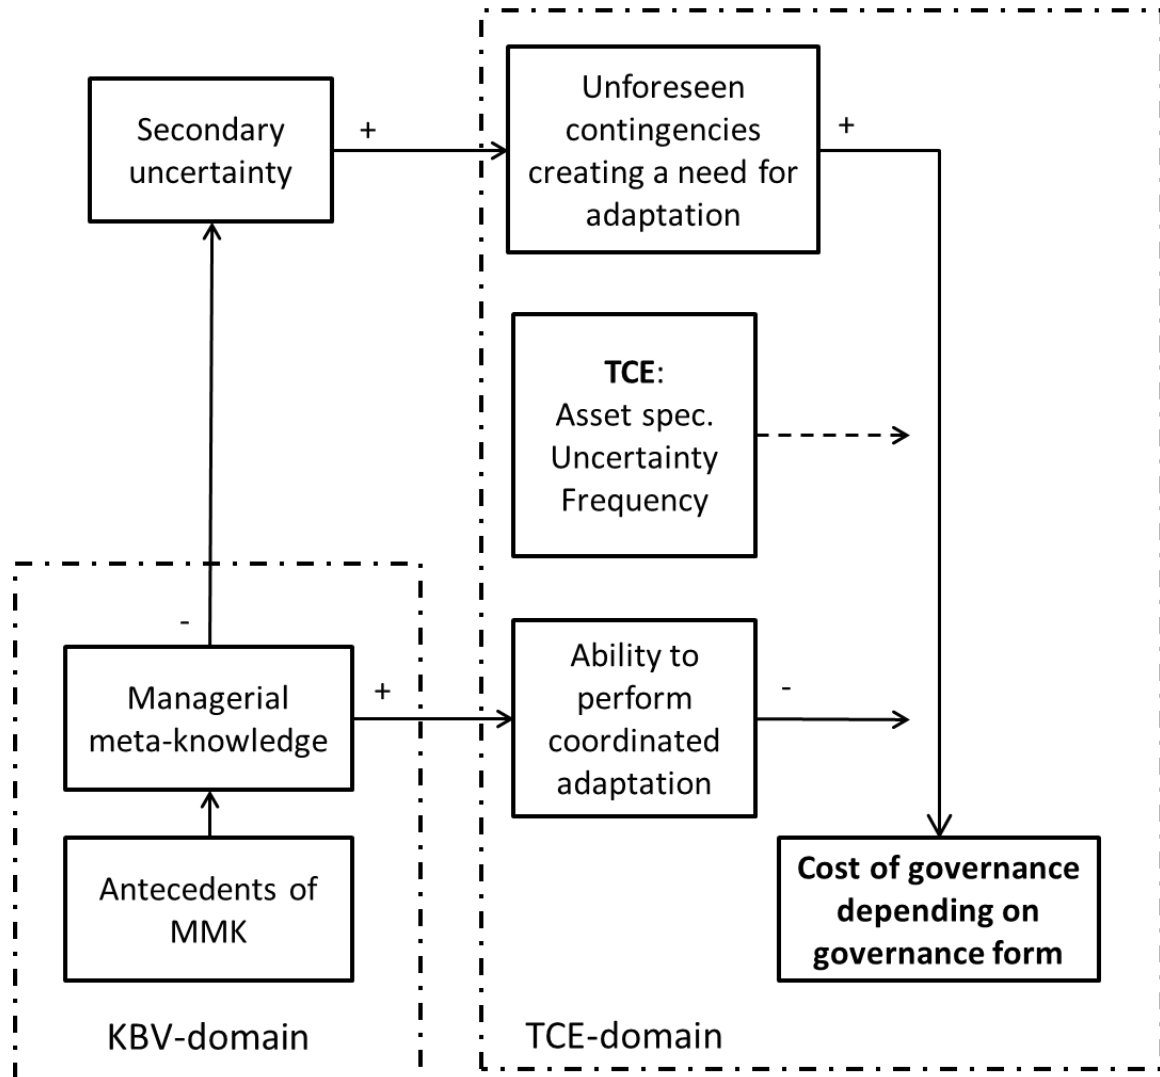 Secondary
uncertainty
+
Unforeseen
contingencies
creating a need for
adaptation
+
TCE:
Asset spec.
Uncertainty
Frequency
-
Managerial
meta-knowledge
+
Ability to
perform
coordinated
adaptation
-
Antecedents of
MMK
Cost of governance
depending on
governance form
KBV-domain
TCE-domain